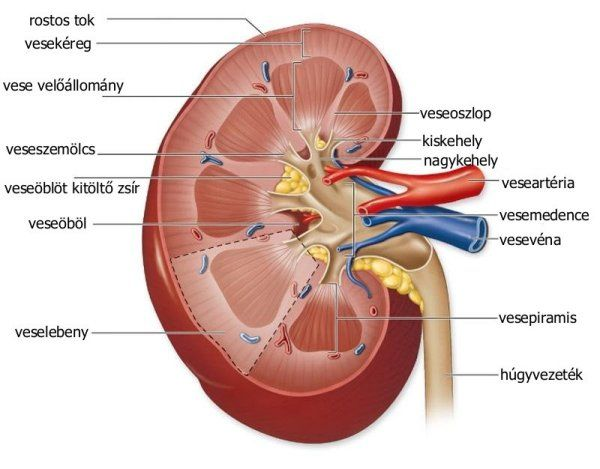 rostos tok
vesekéreg
vese velőállomány
veseszemölcs
veseöblöt kitöltő zsír
veseöböl
veselebeny
veseoszlop
kiskehely
nagykehely
veseartéria
vesemedence
vesevéna
vesepiramis
húgyvezeték